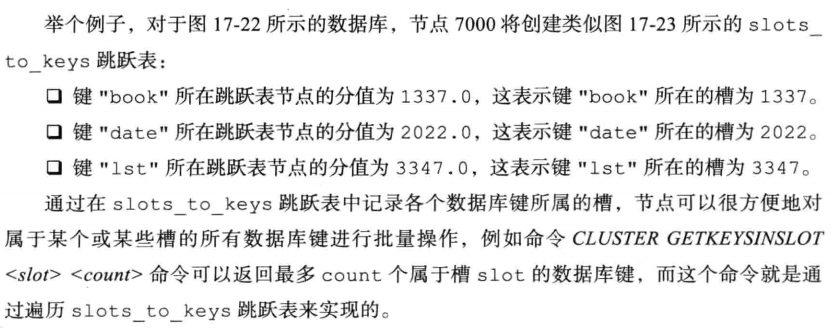 举个例子，对于图 17-22 所示的数据库，节点 7000 将创建类似图 17-23 所示的 slots_
to_keys 跳跃表：
❑ 键 "book" 所在跳跃表节点的分值为 1337.0，这表示键 "book" 所在的槽为 1337。
❑ 键 "date" 所在跳跃表节点的分值为 2022.0，这表示键 "date" 所在的槽为 2022。
❑ 键 "lst" 所在跳跃表节点的分值为 3347.0，这表示键 "lst" 所在的槽为 3347。
通过在 slots_to_keys 跳跃表中记录各个数据库键所属的槽，节点可以很方便地对
属于某个或某些槽的所有数据库键进行批量操作，例如命令 CLUSTER GETKEYSINSLOT
<slot> <count> 命令可以返回最多 count 个属于槽 slot 的数据库键，而这个命令就是通
过遍历 slots_to_keys 跳跃表来实现的。